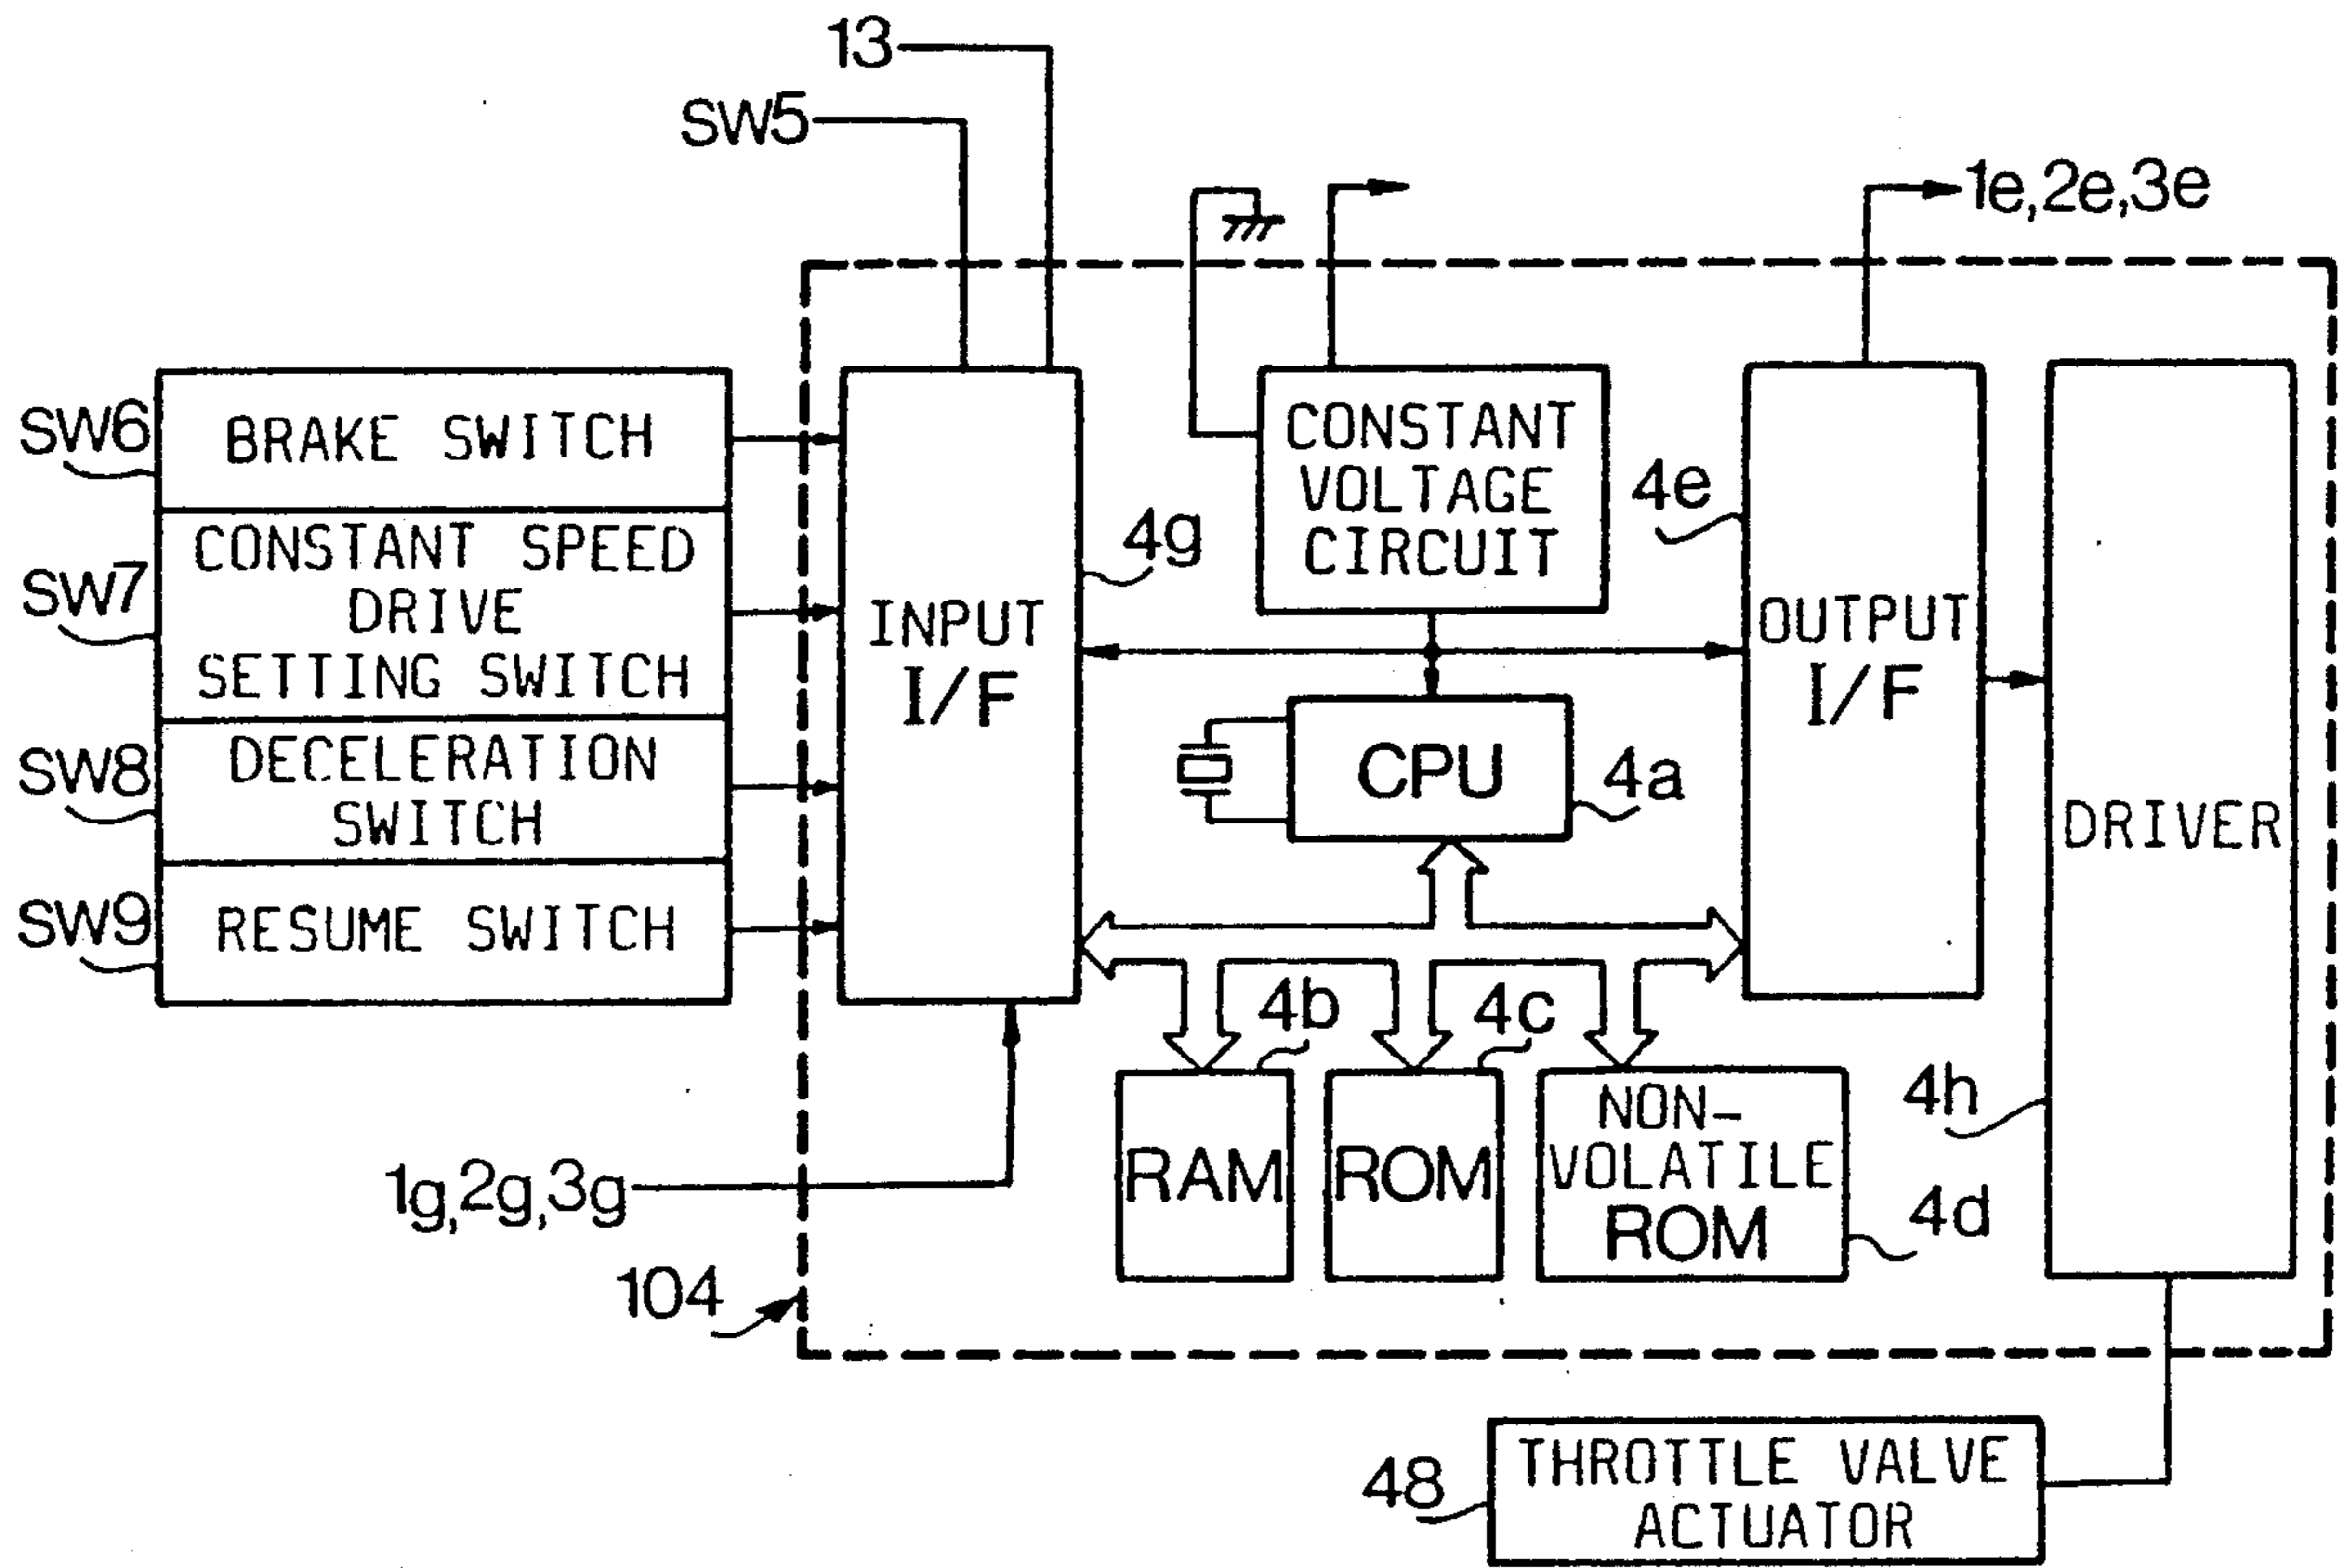 13
SW5
1e,2e,3e
SW6
BRAKE SWITCH
SW7
CONSTANT SPEED
DRIVE
SETTING SWITCH
SW8
DECELERATION
SWITCH
SW9
RESUME SWITCH
INPUT
I/F
4g
CONSTANT
VOLTAGE
CIRCUIT
4e
OUTPUT
I/F
CPU
4a
DRIVER
4h
4b
RAM
4c
ROM
NON-
VOLATILE
ROM
4d
1g,2g,3g
104
48
THROTTLE VALVE
ACTUATOR